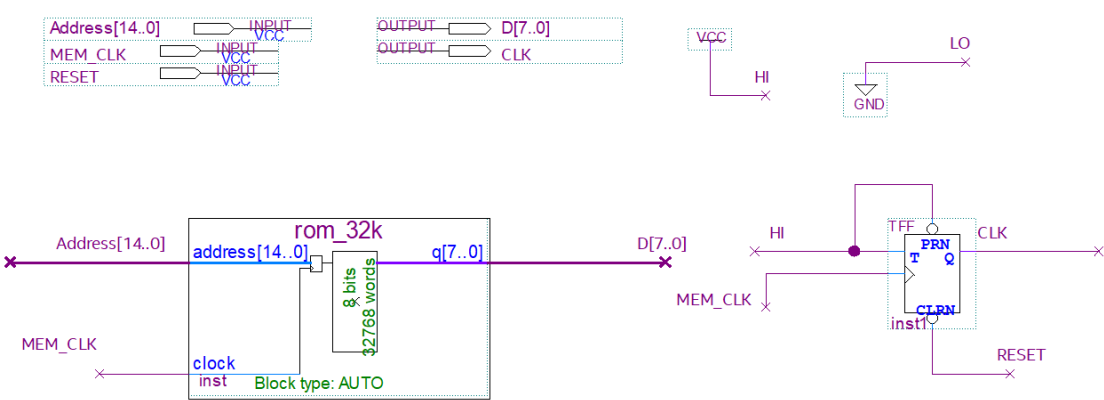 Address[14..0] INPUT VCC
MEM_CLK INPUT VCC
RESET INPUT VCC
OUTPUT D[7..0]
OUTPUT CLK
VCC
HI
LO
GND
rom_32k
Address[14..0] address[14..0] q[7..0] D[7..0]
8 bits
32768 words
MEM_CLK
clock
inst
Block type: AUTO
TFF
HI
CLK
PRN
T Q
MEM_CLK
CLRN
inst1
RESET